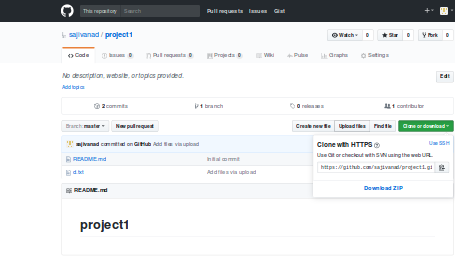 This repository Search Pull requests Issues Gist
sajivanad / project1 Watch 0 Star 0 Fork 0
Code Issues 0 Pull requests 0 Projects 0 Wiki Pulse Graphs Settings
No description, website, or topics provided. Edit
Add topics
2 commits 1 branch 0 releases 1 contributor
Branch: master New pull request Create new file Upload files Find file Clone or download
sajivanad committed on GitHub Add files via upload
README.md Initial commit
d.txt Add files via upload
Clone with HTTPS Use SSH
Use Git or checkout with SVN using the web URL.
https://github.com/sajivanad/project1.gi
Download ZIP
README.md
project1